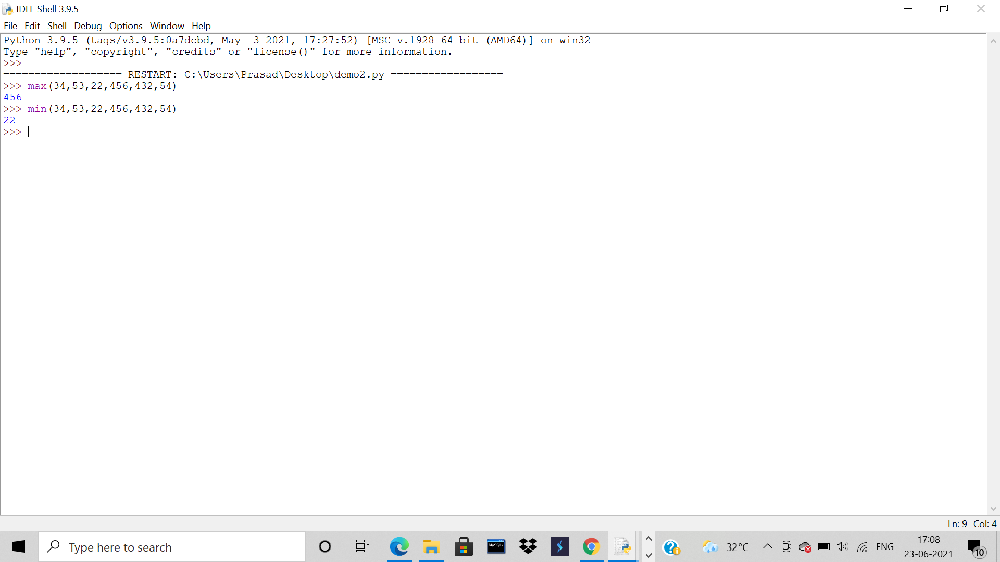 IDLE Shell 3.9.5
File Edit Shell Debug Options Window Help
Python 3.9.5 (tags/v3.9.5:0a7dcbd, May  3 2021, 17:27:52) [MSC v.1928 64 bit (AMD64)] on win32
Type "help", "copyright", "credits" or "license()" for more information.
>>>
=================== RESTART: C:\Users\Prasad\Desktop\demo2.py ==================
>>> max(34,53,22,456,432,54)
456
>>> min(34,53,22,456,432,54)
22
>>>
Ln: 9 Col: 4
Type here to search
MySQL
32°C
ENG
17:08
23-06-2021
10